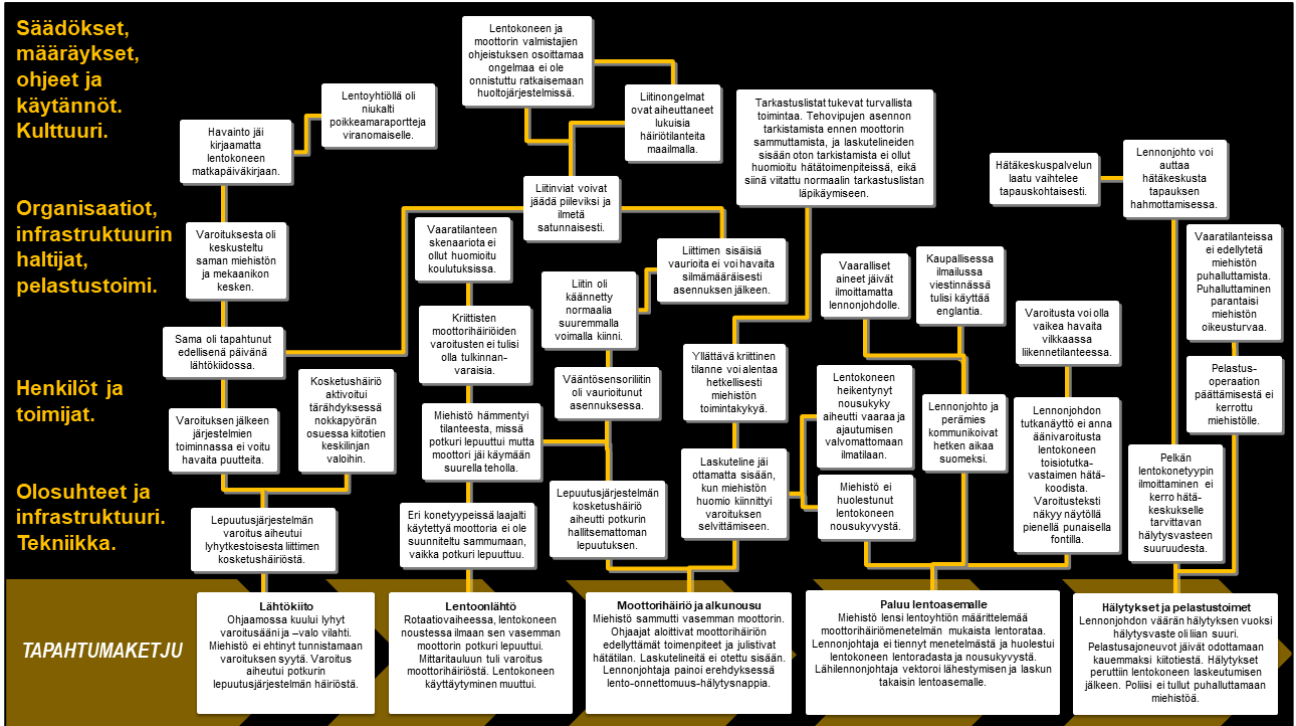 Säädökset,
määräykset,
ohjeet ja
käytännöt.
Kulttuuri.
Organisaatiot,
infrastruktuurin
haltijat,
pelastustoimi.
Henkilöt ja
toimijat.
Olosuhteet ja
infrastruktuuri.
Tekniikka.
Lentoyhtiöllä oli
niukalti
poikkeamaraportteja
viranomaiselle.
Havainto jäi
kirjaamatta
lentokoneen
matkapäiväkirjaan.
Varoituksesta oli
keskusteltu
saman miehistön
ja mekaanikon
kesken.
Sama oli tapahtunut
edellisenä päivänä
lähtökiidossa.
Varoituksen jälkeen
järjestelmien
toiminnassa ei voitu
havaita puutteita.
Kosketushäiriö
aktivoitui
tärähdyksessä
nokkapyörän
osuessa kiitotien
keskilinjan
valoihin.
Lepuutusjärjestelmän
varoitus aiheutui
lyhytkestoisesta liittimen
kosketushäiriöstä.
Lentokoneen ja
moottorin valmistajien
ohjeistuksen osoittamaa
ongelmaa ei ole
onnistuttu ratkaisemaan
huoltojärjestelmissä.
Liitinongelmat
ovat aiheuttaneet
lukuisia
häiriötilanteita
maailmalla.
Liitinviat voivat
jäädä piileviksi ja
ilmetä
satunnaisesti.
Vaaratilanteen
skenaariota ei
ollut huomioitu
koulutuksissa.
Kriittisten
moottorihäiriöiden
varoitusten ei tulisi
olla tulkinnan-
varaisia.
Miehistö hämmentyi
tilanteesta, missä
potkuri lepuuttui mutta
moottori jäi käymään
suurella teholla.
Eri konetyypeissä laajalti
käytettyä moottoria ei ole
suunniteltu sammumaan,
vaikka potkuri lepuuttuu.
Liittimen sisäisiä
vaurioita ei voi havaita
silmämääräisesti
asennuksen jälkeen.
Liitin oli
käännetty
normaalia
suuremmalla
voimalla kiinni.
Vääntösensoriliitin
oli vaurioitunut
asennuksessa.
Lepuutusjärjestelmän
kosketushäiriö
aiheutti potkurin
hallitsemattoman
lepuutuksen.
Tarkastuslistat tukevat turvallista
toimintaa. Tehovipujen asennon
tarkistamista ennen moottorin
sammuttamista, ja laskutelineiden
sisään oton tarkistamista ei ollut
huomioitu hätätoimenpiteissä, eikä
siinä viitattu normaalin tarkastuslistan
läpikäymiseen.
Yllättävä kriittinen
tilanne voi alentaa
hetkellisesti
miehistön
toimintakykyä.
Laskuteline jäi
ottamatta sisään,
kun miehistön
huomio kiinnittyi
varoituksen
selvittämiseen.
Vaaralliset
aineet jäivät
ilmoittamatta
lennonjohdolle.
Kaupallisessa
ilmailussa
viestinnässä
tulisi käyttää
englantia.
Lentokoneen
heikentynyt
nousukyky
aiheutti vaaraa ja
ajautumisen
valvomattomaan
ilmatilaan.
Miehistö ei
huolestunut
lentokoneen
nousukyvystä.
Lennonjohto ja
perämies
kommunikoivat
hetken aikaa
suomeksi.
Varoitusta voi olla
vaikea havaita
vilkkaassa
liikennetilanteessa.
Lennonjohdon
tutkanäyttö ei anna
äänivaroitusta
lentokoneen
toisiotutka-
vastaimen hätä-
koodista.
Varoitusteksti
näkyy näytöllä
pienellä punaisella
fontilla.
Hätäkeskuspalvelun
laatu vaihtelee
tapauskohtaisesti.
Lennonjohto voi
auttaa
hätäkeskusta
tapauksen
hahmottamisessa.
Vaaratilanteissa
ei edellytetä
miehistön
puhalluttamista.
Puhalluttaminen
parantaisi
miehistön
oikeusturvaa.
Pelastus-
operaation
päättämisestä ei
kerrottu
miehistölle.
Pelkän
lentokonetyypin
ilmoittaminen ei
kerro hätä-
keskukselle
tarvittavan
hälytysvasteen
suuruudesta.
TAPAHTUMAKETJU
Lähtökiito
Ohjaamossa kuului lyhyt
varoitusääni ja –valo vilahti.
Miehistö ei ehtinyt tunnistamaan
varoituksen syytä. Varoitus
aiheutui potkurin
lepuutusjärjestelmän häiriöstä.
Lentoonlähtö
Rotaatiovaiheessa, lentokoneen
noustessa ilmaan sen vasemman
moottorin potkuri lepuuttui.
Mittaritauluun tuli varoitus
moottorihäiriöstä. Lentokoneen
käyttäytyminen muuttui.
Moottorihäiriö ja alkunousu
Miehistö sammutti vasemman moottorin.
Ohjaajat aloittivat moottorihäiriön
edellyttämät toimenpiteet ja julistivat
hätätilan. Laskutelineitä ei otettu sisään.
Lennonjohtaja painoi erehdyksessä
lento-onnettomuus-hälytysnappia.
Paluu lentoasemalle
Miehistö lensi lentoyhtiön määrittelemää
moottorihäiriömenetelmän mukaista lentorataa.
Lennonjohtaja ei tiennyt menetelmästä ja huolestui
lentokoneen lentoradasta ja nousukyvystä.
Lähilennonjohtaja vektoroi lähestymisen ja laskun
takaisin lentoasemalle.
Hälytykset ja pelastustoimet
Lennonjohdon väärän hälytyksen vuoksi
hälytysvaste oli liian suuri.
Pelastusajoneuvot jäivät odottamaan
kauemmaksi kiitotiestä. Hälytykset
peruttiin lentokoneen laskeutumisen
jälkeen. Poliisi ei tullut puhalluttamaan
miehistöä.